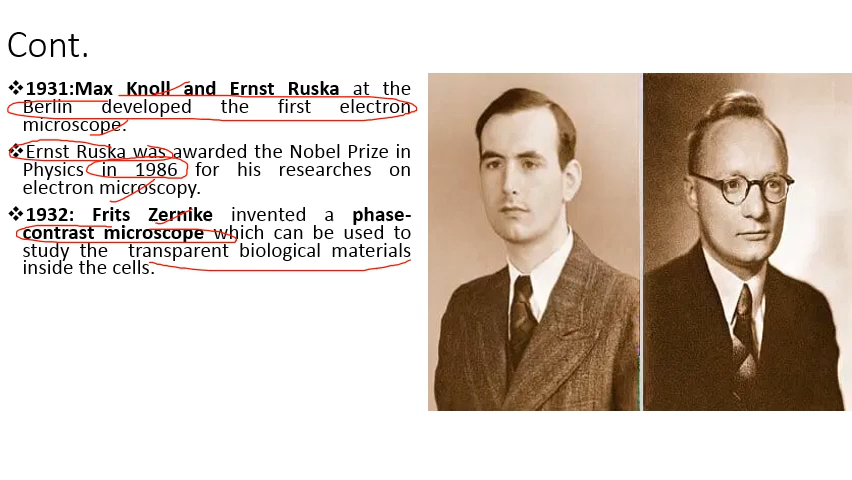 Cont.
❖1931:Max Knoll and Ernst Ruska at the
Berlin developed the first electron
microscope.
❖Ernst Ruska was awarded the Nobel Prize in
Physics in 1986 for his researches on
electron microscopy.
❖1932: Frits Zernike invented a phase-
contrast microscope which can be used to
study the transparent biological materials
inside the cells.